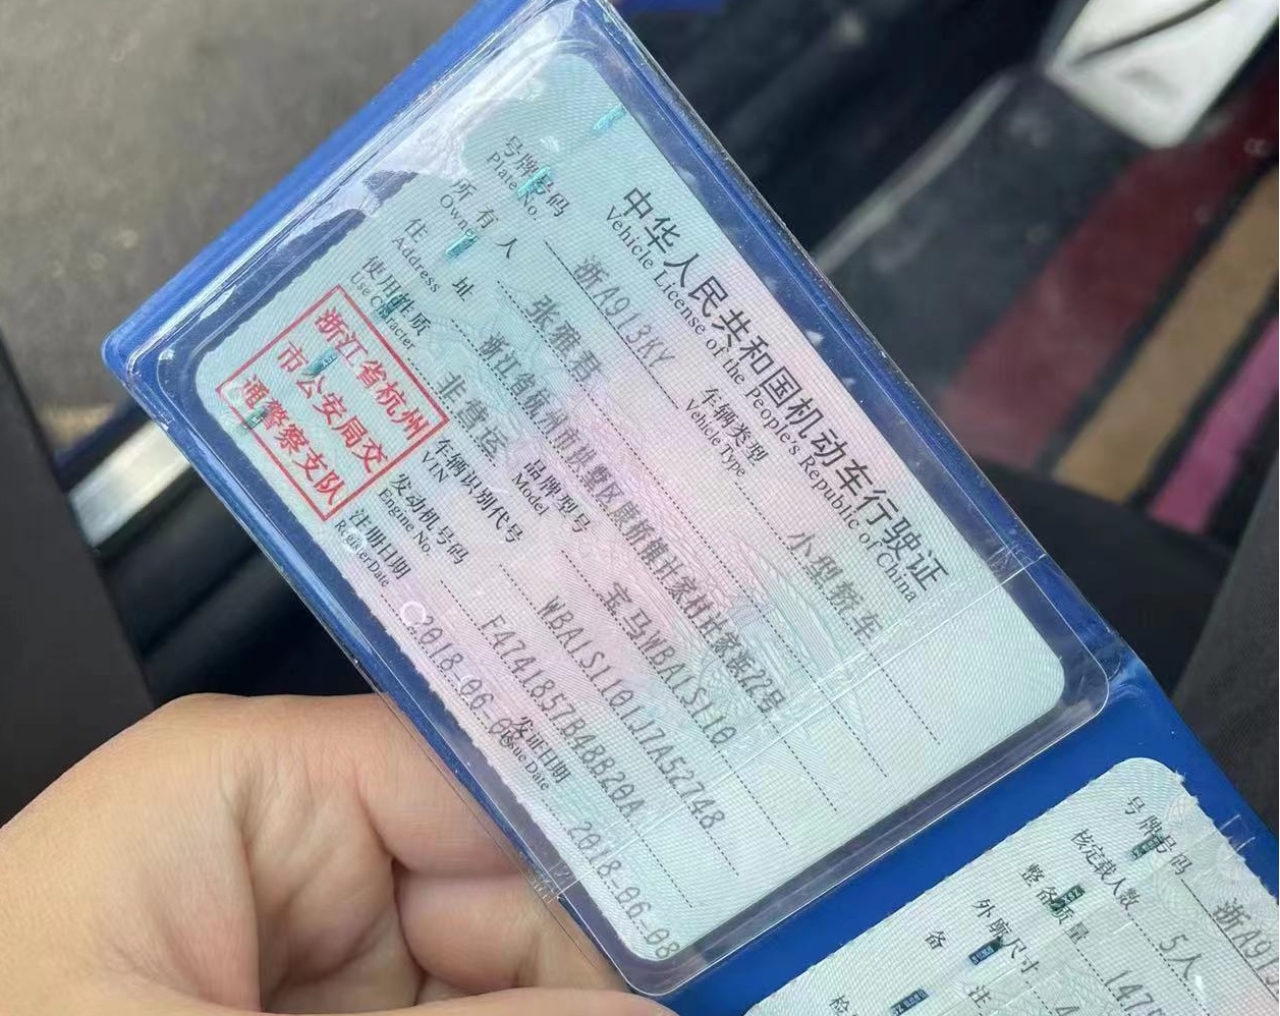 中华人民共和国机动车行驶证
Vehicle License of the People's Republic of China
号牌号码
Plate No.
浙A913KY
车辆类型
Vehicle Type
小型轿车
所有人
Owner
张雅君
住址
Address
浙江省杭州市拱墅区康桥镇计家村计家浜22号
使用性质
Use Character
非营运
品牌型号
Model
宝马WBA1S110
车辆识别代号
VIN
WBA1S1101J7A52748
发动机号码
Engine No.
F4741857B48B20A
注册日期
Register Date
2018-06-08
发证日期
Issue Date
2018-06-08
浙江省杭州
市公安局交
通警察支队
号牌号码
浙A913
核定载人数
5人
整备质量
147
外廓尺寸
4
备注
检